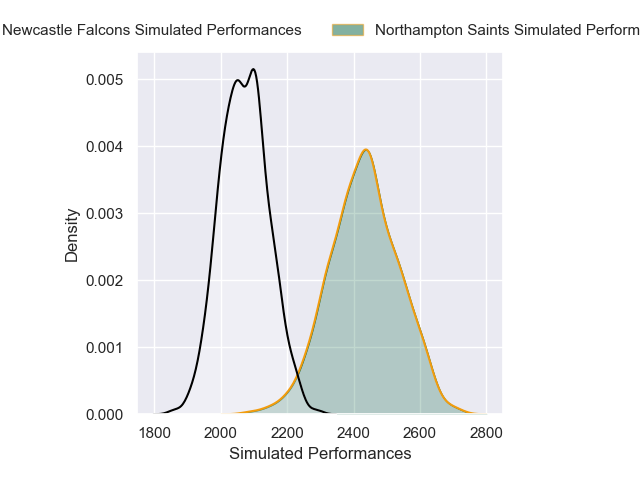 Newcastle Falcons Simulated Performances
Northampton Saints Simulated Perform
0.005
0.004
0.003
0.002
0.001
0.000
Density
1800 2000 2200 2400 2600 2800
Simulated Performances